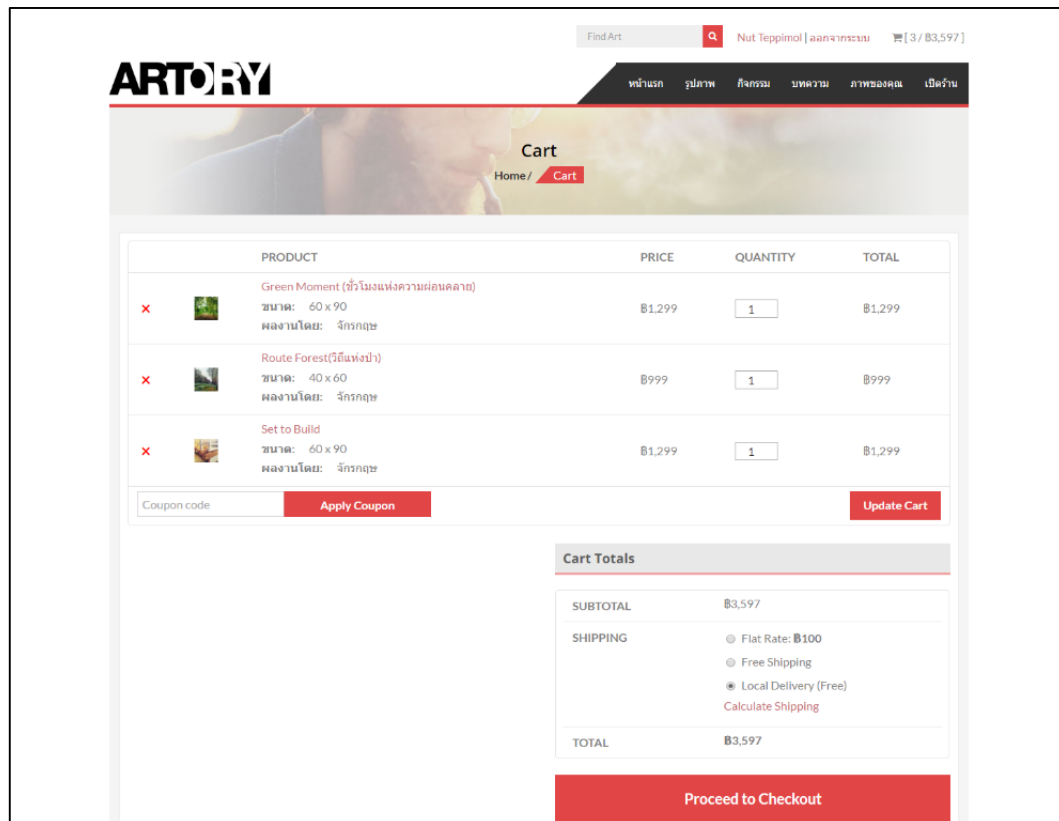 Find Art
Nut Teppimol | ออกจากระบบ
[ 3 / ฿3,597 ]
ARTORY
หน้าแรก รูปภาพ กิจกรรม บทความ ภาพของคุณ เปิดร้าน
Cart
Home / Cart
PRODUCT PRICE QUANTITY TOTAL
Green Moment (ชั่วโมงแห่งความผ่อนคลาย)
ขนาด: 60 x 90
ผลงานโดย: จักรกฤษ
฿1,299 1 ฿1,299
Route Forest(วิถีแห่งป่า)
ขนาด: 40 x 60
ผลงานโดย: จักรกฤษ
฿999 1 ฿999
Set to Build
ขนาด: 60 x 90
ผลงานโดย: จักรกฤษ
฿1,299 1 ฿1,299
Coupon code Apply Coupon Update Cart
Cart Totals
SUBTOTAL ฿3,597
SHIPPING Flat Rate: ฿100
Free Shipping
Local Delivery (Free)
Calculate Shipping
TOTAL ฿3,597
Proceed to Checkout